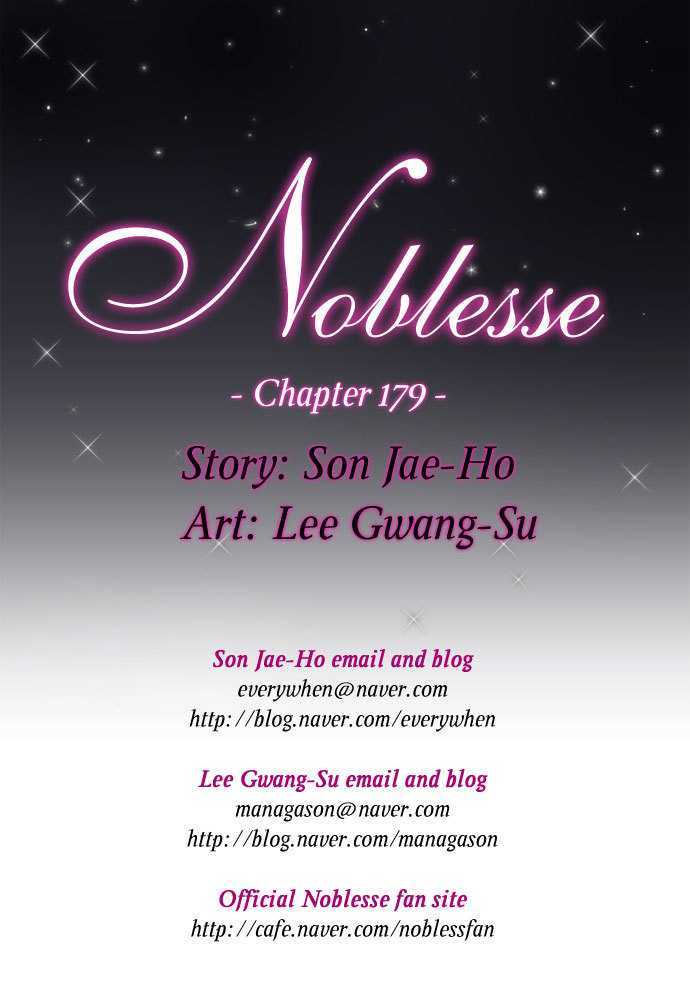 Noblesse
- Chapter 179 -
Story: Son Jae-Ho
Art: Lee Gwang-Su
Son Jae-Ho email and blog
everywhen@naver.com
http://blog.naver.com/everywhen
Lee Gwang-Su email and blog
managason@naver.com
http://blog.naver.com/managason
Official Noblesse fan site
http://cafe.naver.com/noblessfan